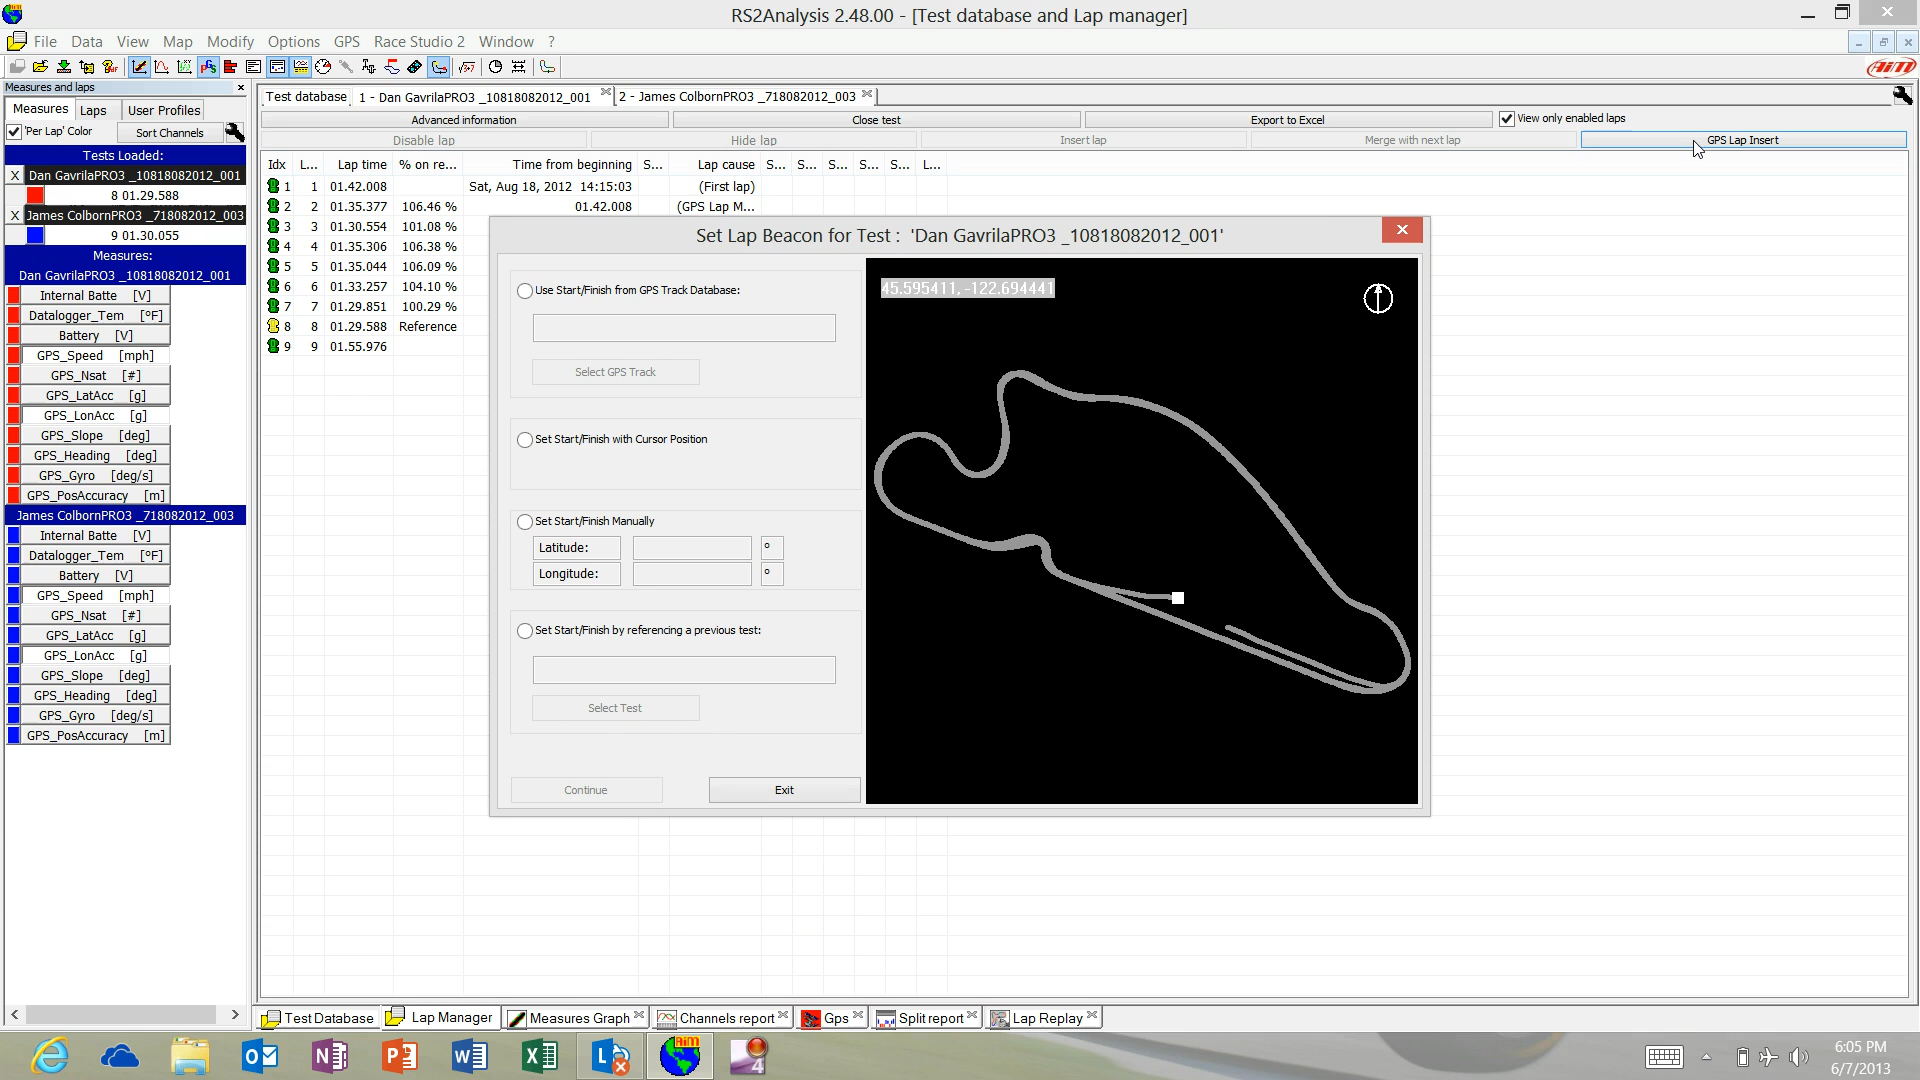 RS2Analysis 2.48.00 - [Test database and Lap manager]
File Data View Map Modify Options GPS Race Studio 2 Window ?
Measures and laps
Measures Laps User Profiles
'Per Lap' Color Sort Channels
Tests Loaded:
X Dan GavrilaPRO3 _10818082012_001
8 01.29.588
X James ColbornPRO3 _718082012_003
9 01.30.055
Measures:
Dan GavrilaPRO3 _10818082012_001
Internal Batte [V]
Datalogger_Tem [ºF]
Battery [V]
GPS_Speed [mph]
GPS_Nsat [#]
GPS_LatAcc [g]
GPS_LonAcc [g]
GPS_Slope [deg]
GPS_Heading [deg]
GPS_Gyro [deg/s]
GPS_PosAccuracy [m]
James ColbornPRO3 _718082012_003
Internal Batte [V]
Datalogger_Tem [ºF]
Battery [V]
GPS_Speed [mph]
GPS_Nsat [#]
GPS_LatAcc [g]
GPS_LonAcc [g]
GPS_Slope [deg]
GPS_Heading [deg]
GPS_Gyro [deg/s]
GPS_PosAccuracy [m]
AiM
Test database 1 - Dan GavrilaPRO3 _10818082012_001 2 - James ColbornPRO3 _718082012_003
Advanced information Close test Export to Excel View only enabled laps
Disable lap Hide lap Insert lap Merge with next lap GPS Lap Insert
Idx L... Lap time % on re... Time from beginning S... Lap cause S... S... S... S... S... L...
1 1 01.42.008 Sat, Aug 18, 2012 14:15:03 (First lap)
2 2 01.35.377 106.46 % 01.42.008 (GPS Lap M...
3 3 01.30.554 101.08 %
4 4 01.35.306 106.38 %
5 5 01.35.044 106.09 %
6 6 01.33.257 104.10 %
7 7 01.29.851 100.29 %
8 8 01.29.588 Reference
9 9 01.55.976
Set Lap Beacon for Test : 'Dan GavrilaPRO3 _10818082012_001'
Use Start/Finish from GPS Track Database:
Select GPS Track
Set Start/Finish with Cursor Position
Set Start/Finish Manually
Latitude: º
Longitude: º
Set Start/Finish by referencing a previous test:
Select Test
Continue Exit
45.595411, -122.694441
Test Database Lap Manager Measures Graph Channels report Gps Split report Lap Replay
6:05 PM
6/7/2013